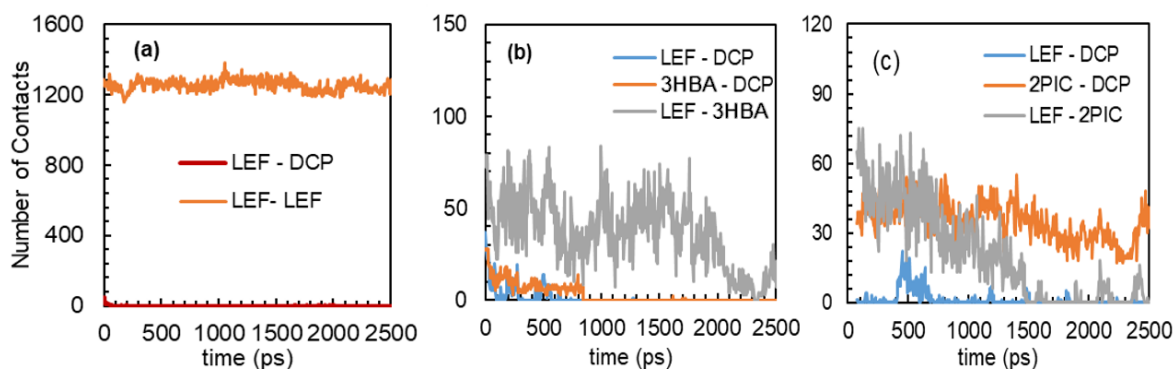 Number of Contacts
(a)
1600
1200
800
400
0
LEF - DCP
LEF- LEF
0 500 1000 1500 2000 2500
time (ps)
(b)
150
100
50
0
LEF - DCP
3HBA - DCP
LEF - 3HBA
0 500 1000 1500 2000 2500
time (ps)
(c)
120
90
60
30
0
LEF - DCP
2PIC - DCP
LEF - 2PIC
0 500 1000 1500 2000 2500
time (ps)